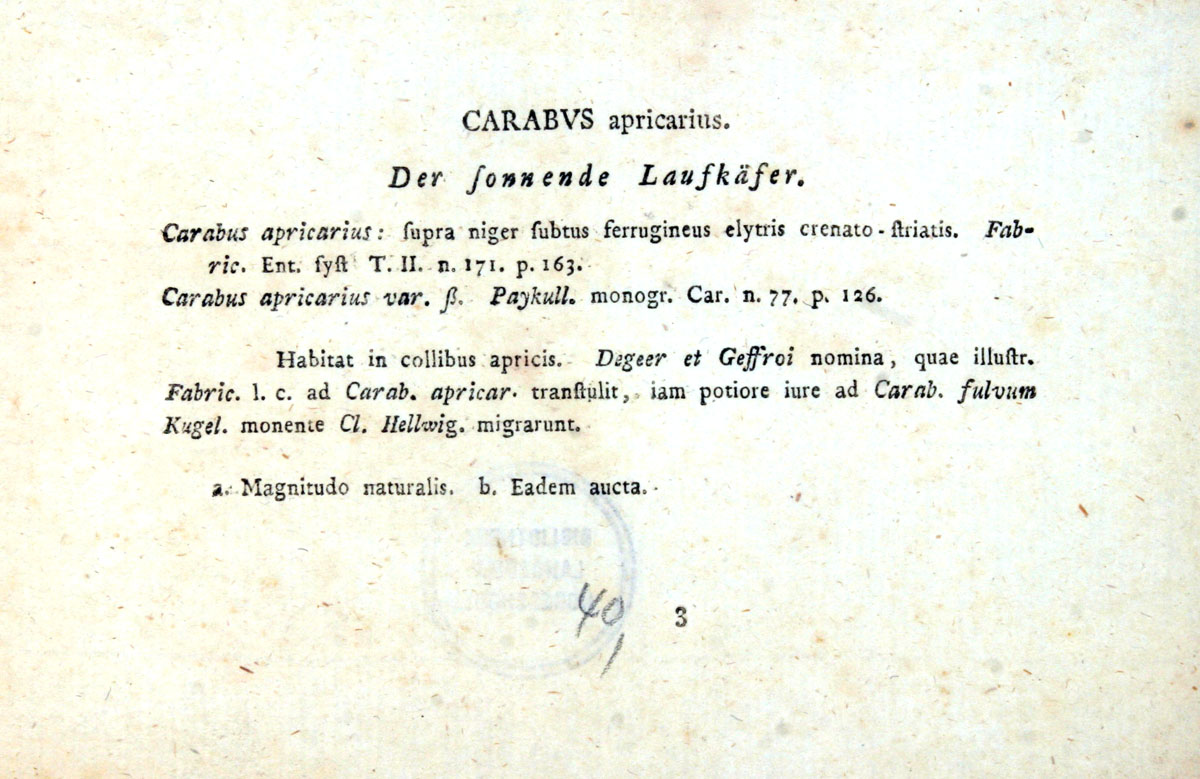 CARABVS apricarius.
Der ſonnende Laufkäfer.
Carabus apricarius: ſupra niger ſubtus ferrugineus elytris crenato-ſtriatis. Fab-
ric. Ent. ſyſt T. II. n. 171. p. 163.
Carabus apricarius var. ß. Paykull. monogr. Car. n. 77. p. 126.
Habitat in collibus apricis. Degeer et Geffroi nomina, quae illuſtr.
Fabric. l. c. ad Carab. apricar. tranſtulit, iam potiore iure ad Carab. fulvum
Kugel. monente Cl. Hellwig. migrarunt.
a. Magnitudo naturalis. b. Eadem aucta.
40,
3